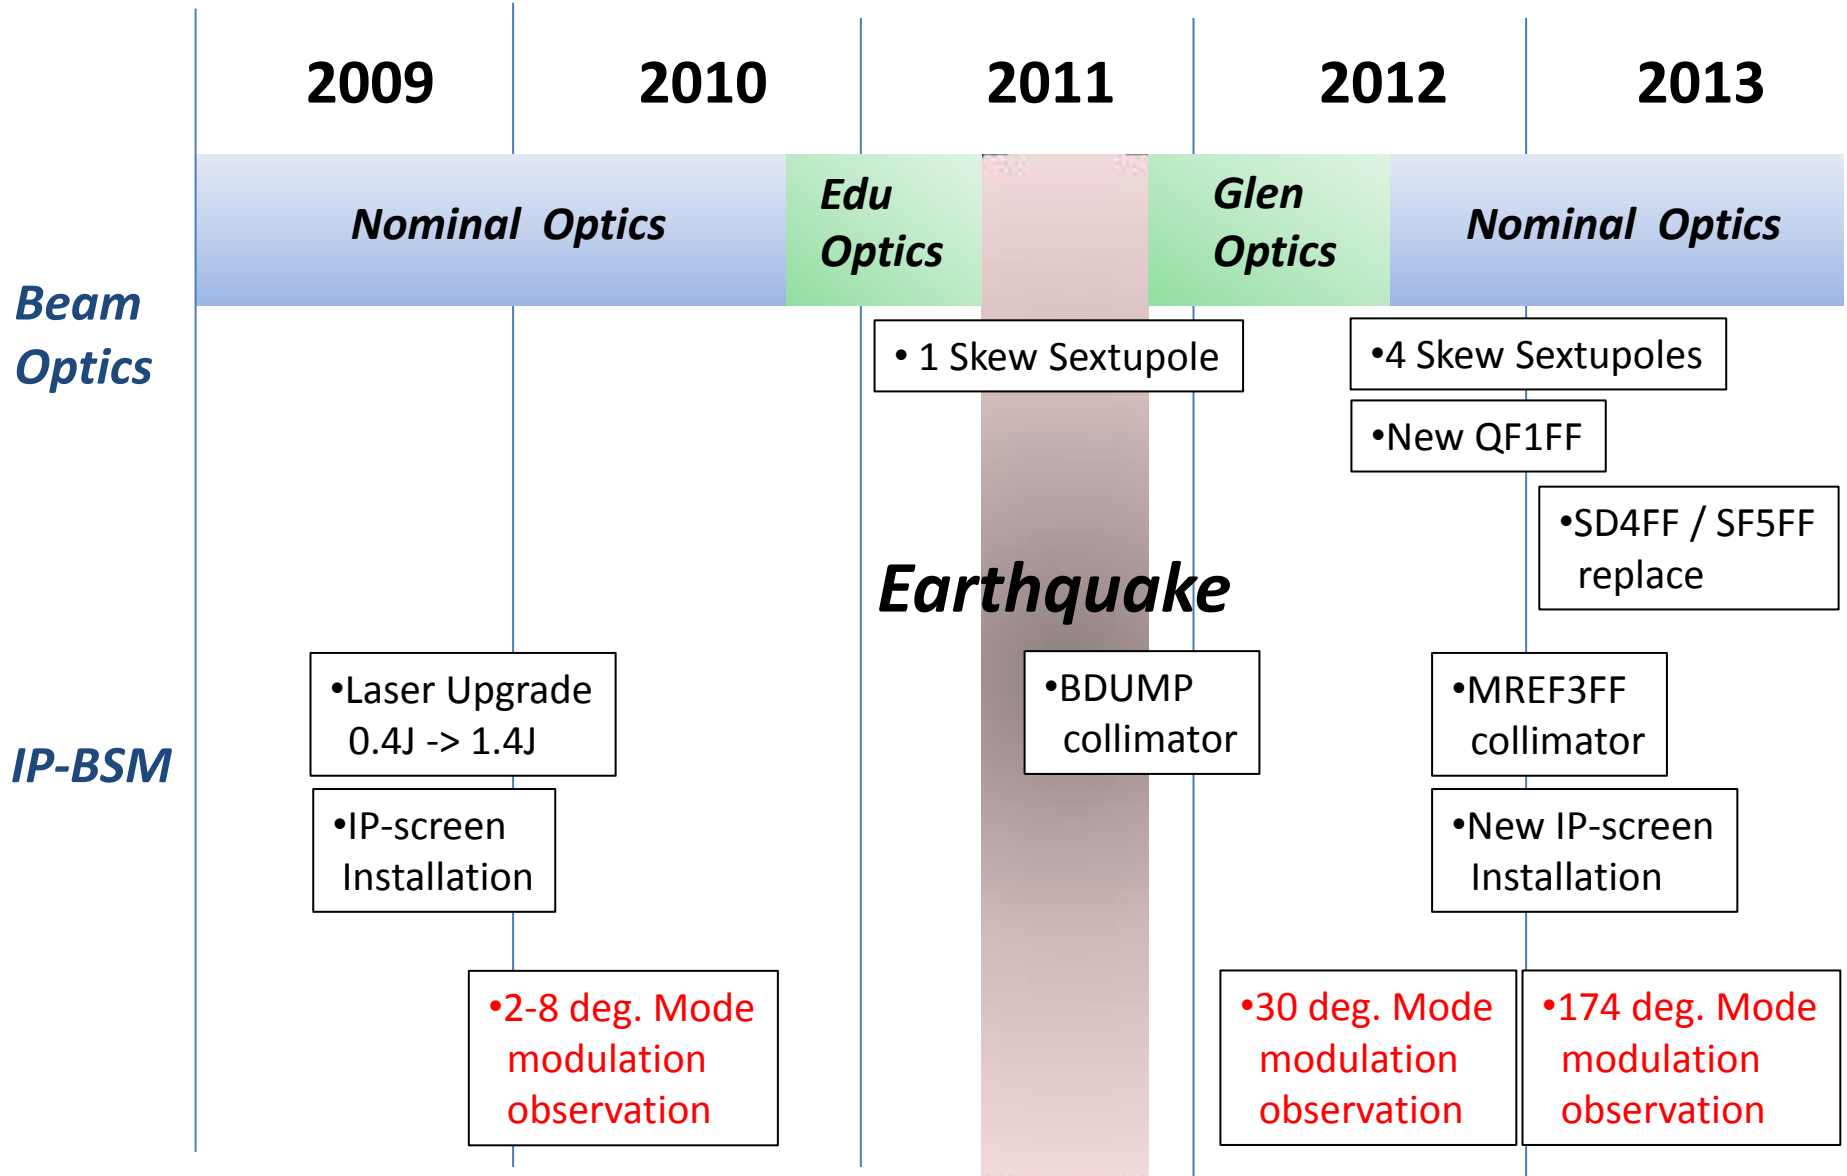 2009 2010 2011 2012 2013
Nominal Optics
Edu
Optics
Glen
Optics
Nominal Optics
Beam
Optics
• 1 Skew Sextupole
•4 Skew Sextupoles
•New QF1FF
•SD4FF / SF5FF
replace
Earthquake
IP-BSM
•Laser Upgrade
0.4J -> 1.4J
•IP-screen
Installation
•BDUMP
collimator
•MREF3FF
collimator
•New IP-screen
Installation
•2-8 deg. Mode
modulation
observation
•30 deg. Mode
modulation
observation
•174 deg. Mode
modulation
observation